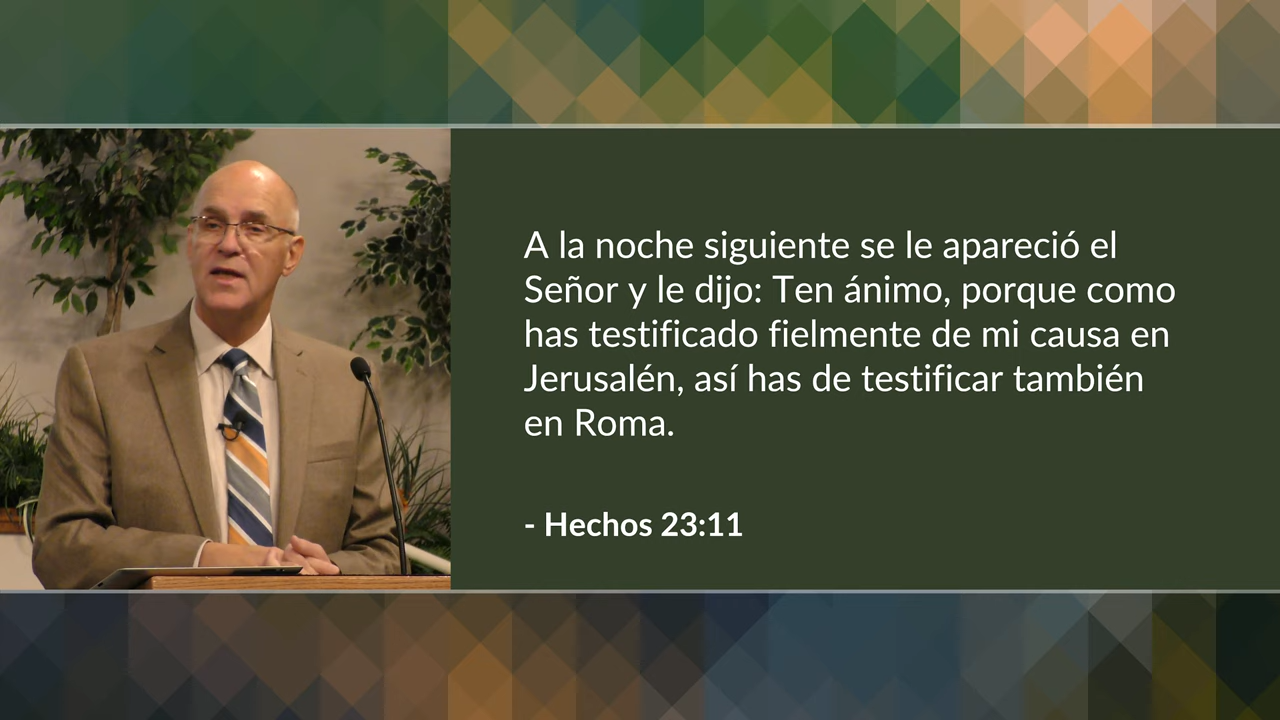 A la noche siguiente se le apareció el
Señor y le dijo: Ten ánimo, porque como
has testificado fielmente de mi causa en
Jerusalén, así has de testificar también
en Roma.
- Hechos 23:11